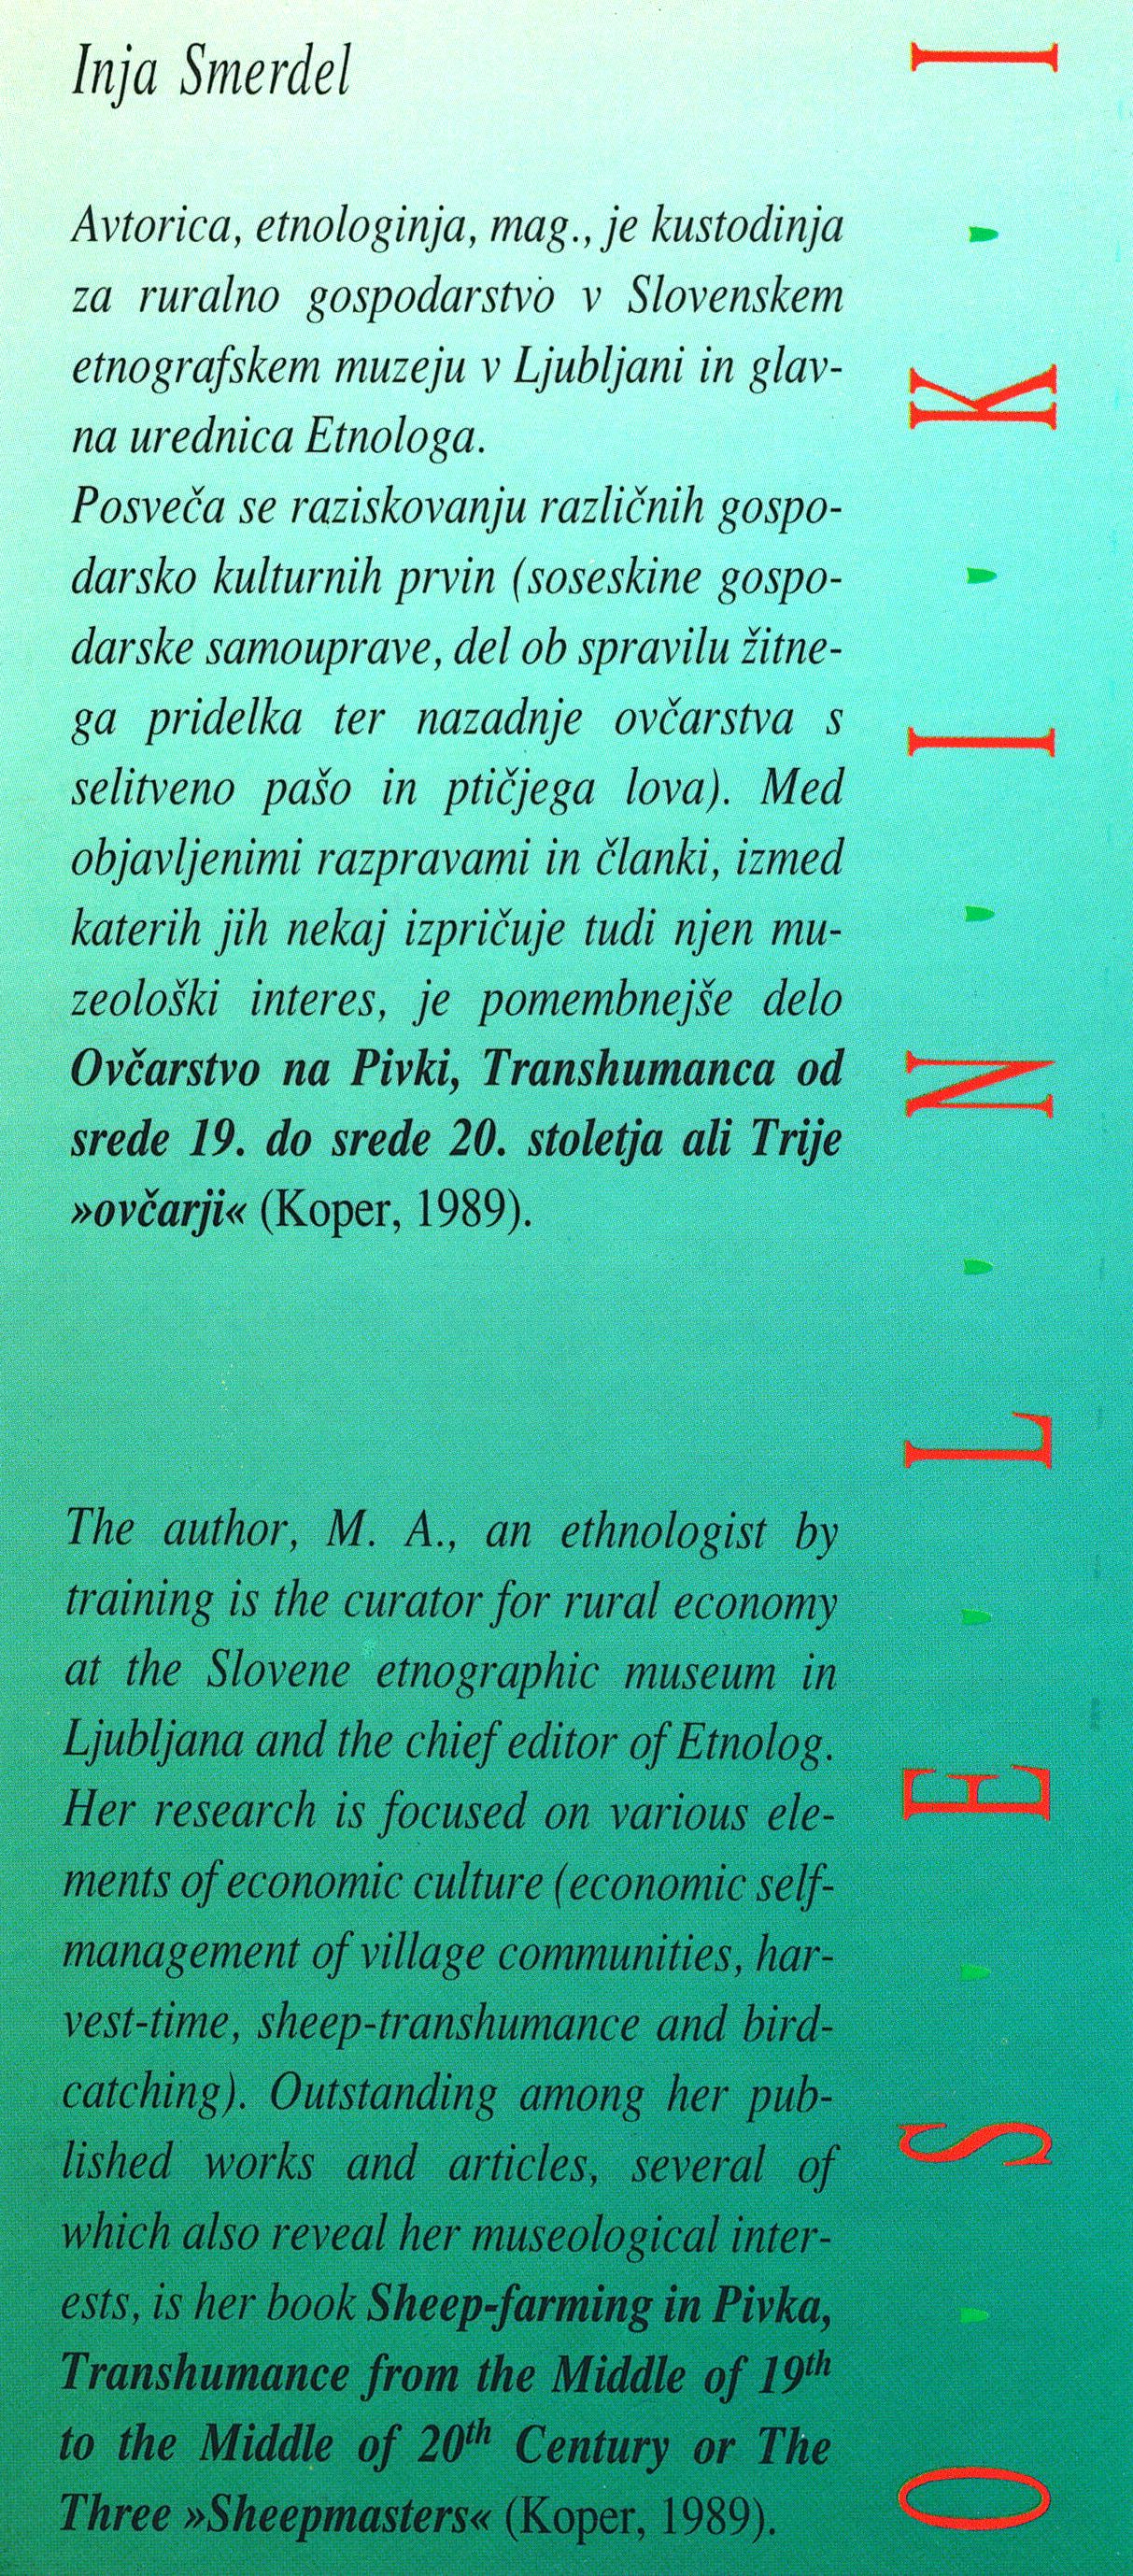 Inja Smerdel
Avtorica, etnologinja, mag., je kustodinja
za ruralno gospodarstvo v Slovenskem
etnografskem muzeju v Ljubljani in glav-
na urednica Etnologa.
Posveča se raziskovanju različnih gospo-
darsko kulturnih prvin (soseskine gospo-
darske samouprave, del ob spravilu žitne-
ga pridelka ter nazadnje ovčarstva s
selitveno pašo in ptičjega lova). Med
objavljenimi razpravami in članki, izmed
katerih jih nekaj izpričuje tudi njen mu-
zeološki interes, je pomembnejše delo
Ovčarstvo na Pivki, Transhumanca od
srede 19. do srede 20. stoletja ali Trije
»ovčarji« (Koper, 1989).
The author, M. A., an ethnologist by
training is the curator for rural economy
at the Slovene etnographic museum in
Ljubljana and the chief editor of Etnolog.
Her research is focused on various ele-
ments of economic culture (economic self-
management of village communities, har-
vest-time, sheep-transhumance and bird-
catching). Outstanding among her pub-
lished works and articles, several of
which also reveal her museological inter-
ests, is her book Sheep-farming in Pivka,
Transhumance from the Middle of 19th
to the Middle of 20th Century or The
Three »Sheepmasters« (Koper, 1989).
O S E L N I K I